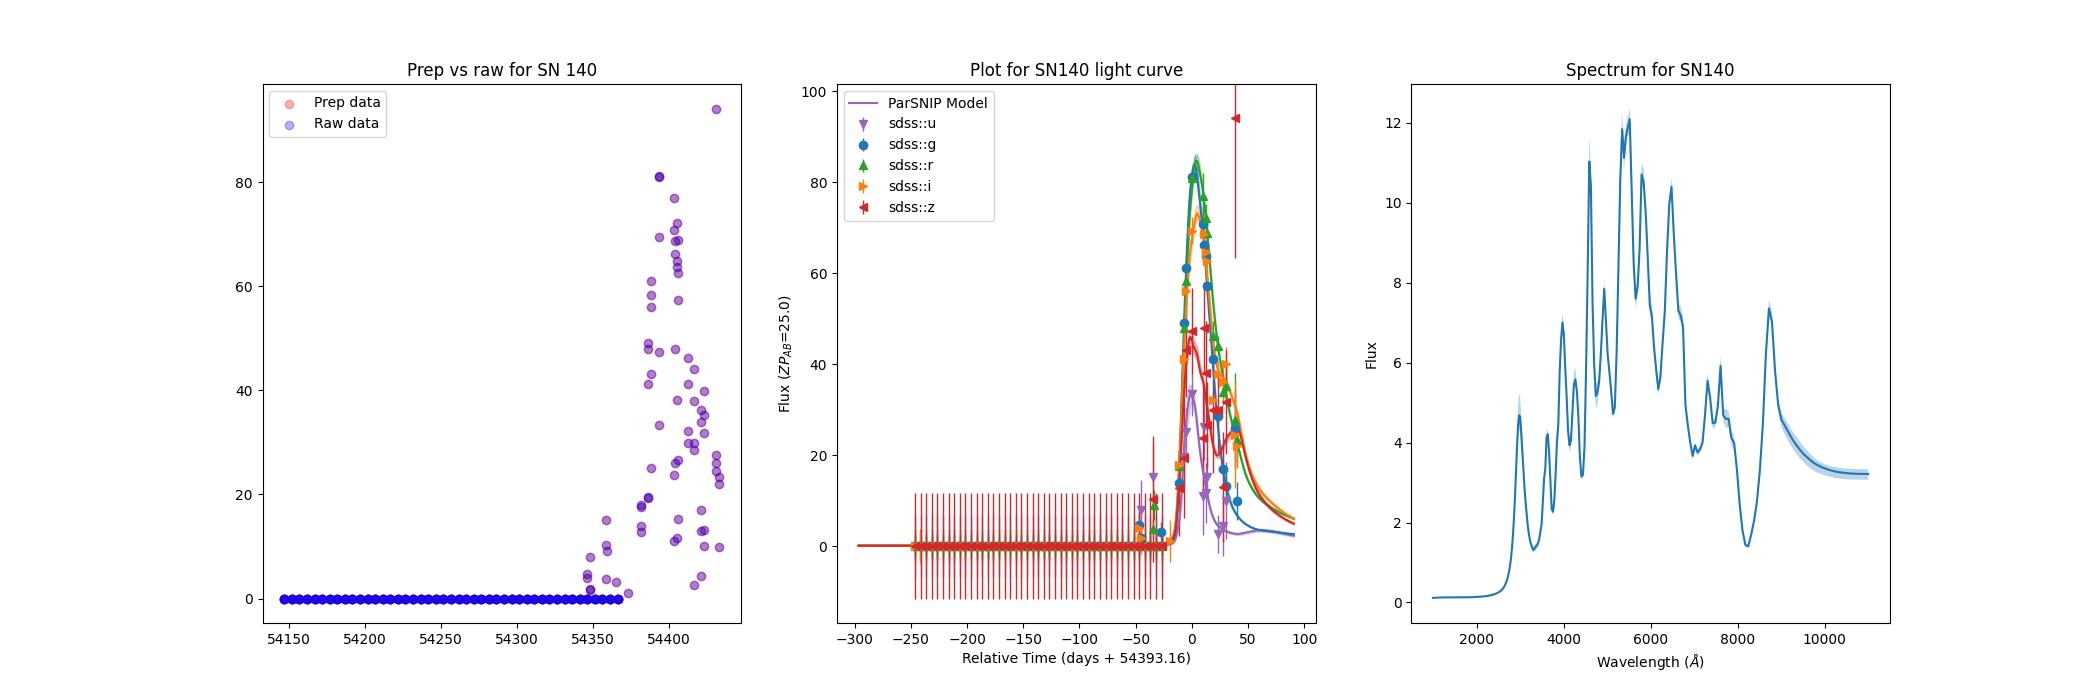 Prep vs raw for SN 140
Prep data
Raw data
80
60
40
20
0
54150 54200 54250 54300 54350 54400
Plot for SN140 light curve
ParSNIP Model
sdss::u
sdss::g
sdss::r
sdss::i
sdss::z
Flux (ZP_AB=25.0)
100
80
60
40
20
0
−300 −250 −200 −150 −100 −50 0 50 100
Relative Time (days + 54393.16)
Spectrum for SN140
Flux
12
10
8
6
4
2
0
2000 4000 6000 8000 10000
Wavelength (Å)